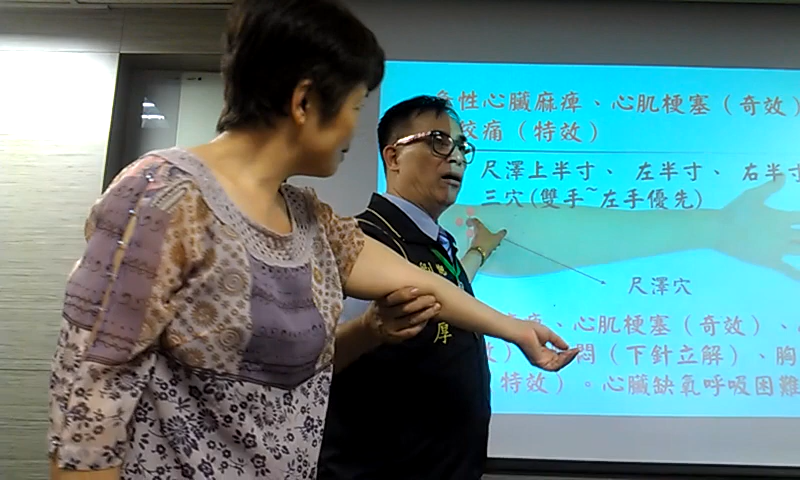 急性心臟麻痺、心肌梗塞（奇效）
絞痛（特效）
尺澤上半寸、左半寸、右半寸
三穴(雙手~左手優先)
尺澤穴
、心肌梗塞（奇效）、
）悶（下針立解）、胸
特效）。心臟缺氧呼吸困難
厚